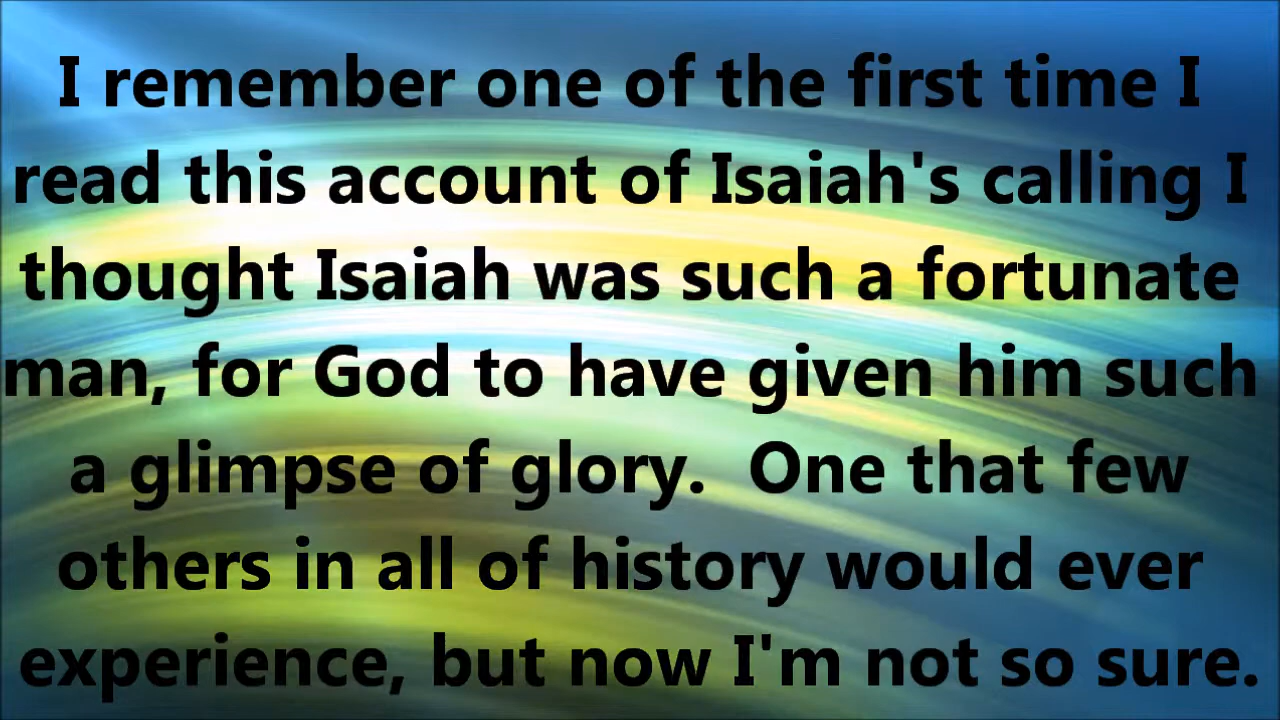 I remember one of the first time I
read this account of Isaiah's calling I
thought Isaiah was such a fortunate
man, for God to have given him such
a glimpse of glory.  One that few
others in all of history would ever
experience, but now I'm not so sure.